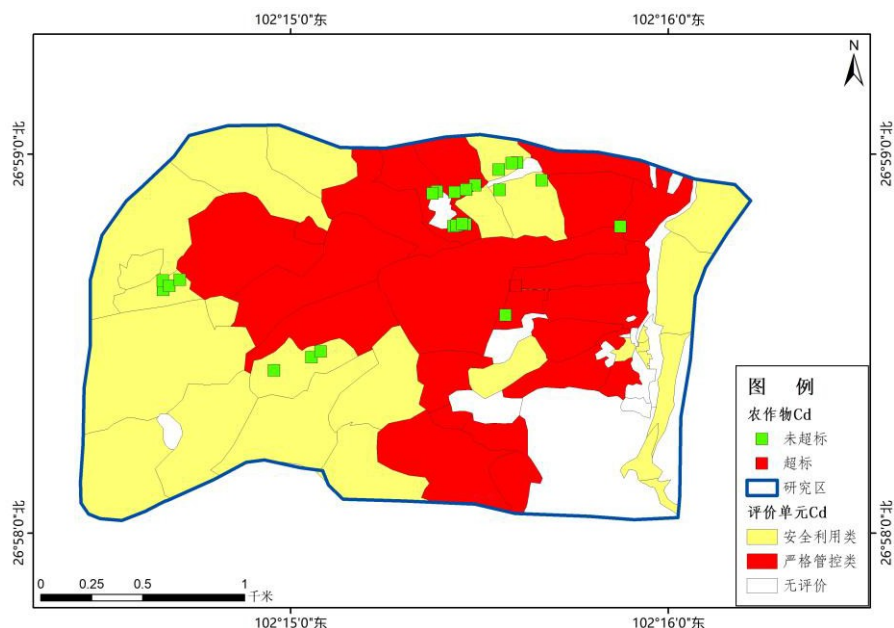 102°15'0"东
102°16'0"东
N
26°59'0"北
26°59'0"北
图 例
农作物Cd
未超标
超标
研究区
评价单元Cd
安全利用类
严格管控类
无评价
26°58'0"北
26°58'0"北
0 0.25 0.5 1
千米
102°15'0"东
102°16'0"东